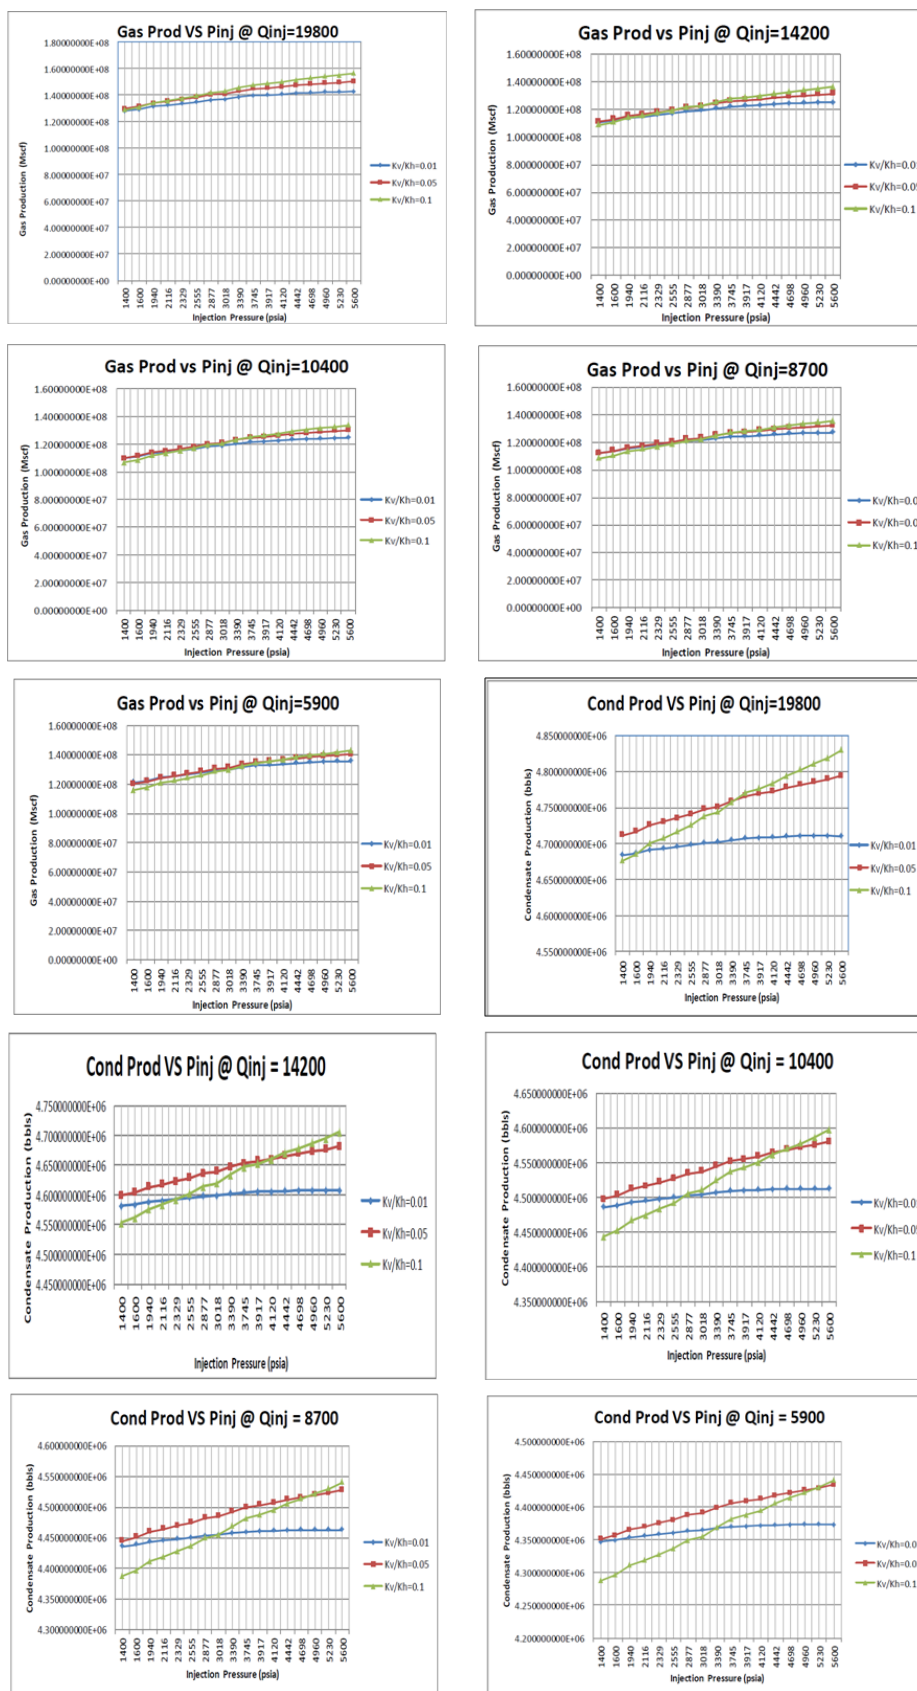 Gas Prod VS Pinj @ Qinj=19800
1.80000000E+08
1.60000000E+08
1.40000000E+08
1.20000000E+08
1.00000000E+08
8.00000000E+07
6.00000000E+07
4.00000000E+07
2.00000000E+07
0.00000000E+00
Gas Production (Mscf)
1400 1600 1940 2116 2329 2555 2877 3018 3390 3745 3917 4120 4442 4698 4960 5230 5600
Injection Pressure (psia)
Kv/Kh=0.01
Kv/Kh=0.05
Kv/Kh=0.1
Gas Prod vs Pinj @ Qinj=14200
1.60000000E+08
1.40000000E+08
1.20000000E+08
1.00000000E+08
8.00000000E+07
6.00000000E+07
4.00000000E+07
2.00000000E+07
0.00000000E+00
Gas Production (Mscf)
1400 1600 1940 2116 2329 2555 2877 3018 3390 3745 3917 4120 4442 4698 4960 5230 5600
Injection Pressure (psia)
Kv/Kh=0.01
Kv/Kh=0.05
Kv/Kh=0.1
Gas Prod vs Pinj @ Qinj=10400
1.60000000E+08
1.40000000E+08
1.20000000E+08
1.00000000E+08
8.00000000E+07
6.00000000E+07
4.00000000E+07
2.00000000E+07
0.00000000E+00
Gas Production (Mscf)
1400 1600 1940 2116 2329 2555 2877 3018 3390 3745 3917 4120 4442 4698 4960 5230 5600
Injection Pressure (psia)
Kv/Kh=0.01
Kv/Kh=0.05
Kv/Kh=0.1
Gas Prod vs Pinj @ Qinj=8700
1.60000000E+08
1.40000000E+08
1.20000000E+08
1.00000000E+08
8.00000000E+07
6.00000000E+07
4.00000000E+07
2.00000000E+07
0.00000000E+00
Gas Production (Mscf)
1400 1600 1940 2116 2329 2555 2877 3018 3390 3745 3917 4120 4442 4698 4960 5230 5600
Injection Pressure (psia)
Kv/Kh=0.0
Kv/Kh=0.0
Kv/Kh=0.1
Gas Prod vs Pinj @ Qinj=5900
1.60000000E+08
1.40000000E+08
1.20000000E+08
1.00000000E+08
8.00000000E+07
6.00000000E+07
4.00000000E+07
2.00000000E+07
0.00000000E+00
Gas Production (Mscf)
1400 1600 1940 2116 2329 2555 2877 3018 3390 3745 3917 4120 4442 4698 4960 5230 5600
Injection Pressure (psia)
Kv/Kh=0.01
Kv/Kh=0.05
Kv/Kh=0.1
Cond Prod VS Pinj @ Qinj=19800
4.850000000E+06
4.800000000E+06
4.750000000E+06
4.700000000E+06
4.650000000E+06
4.600000000E+06
4.550000000E+06
Condensate Production (bbls)
1400 1600 1940 2116 2329 2555 2877 3018 3390 3745 3917 4120 4442 4698 4960 5230 5600
Injection Pressure (psia)
Kv/Kh=0.01
Kv/Kh=0.05
Kv/Kh=0.1
Cond Prod VS Pinj @ Qinj = 14200
4.750000000E+06
4.700000000E+06
4.650000000E+06
4.600000000E+06
4.550000000E+06
4.500000000E+06
4.450000000E+06
Condensate Production (bbls)
1400 1600 1940 2116 2329 2555 2877 3018 3390 3745 3917 4120 4442 4698 4960 5230 5600
Injection Pressure (psia)
Kv/Kh=0.01
Kv/Kh=0.05
Kv/Kh=0.1
Cond Prod VS Pinj @ Qinj = 10400
4.650000000E+06
4.600000000E+06
4.550000000E+06
4.500000000E+06
4.450000000E+06
4.400000000E+06
4.350000000E+06
Condensate Production (bbls)
1400 1600 1940 2116 2329 2555 2877 3018 3390 3745 3917 4120 4442 4698 4960 5230 5600
Injection Pressure (psia)
Kv/Kh=0.01
Kv/Kh=0.05
Kv/Kh=0.1
Cond Prod VS Pinj @ Qinj = 8700
4.600000000E+06
4.550000000E+06
4.500000000E+06
4.450000000E+06
4.400000000E+06
4.350000000E+06
4.300000000E+06
Condensate Production (bbls)
1400 1600 1940 2116 2329 2555 2877 3018 3390 3745 3917 4120 4442 4698 4960 5230 5600
Injection Pressure (psia)
Kv/Kh=0.01
Kv/Kh=0.05
Kv/Kh=0.1
Cond Prod VS Pinj @ Qinj = 5900
4.500000000E+06
4.450000000E+06
4.400000000E+06
4.350000000E+06
4.300000000E+06
4.250000000E+06
4.200000000E+06
Condensate Production (bbls)
1400 1600 1940 2116 2329 2555 2877 3018 3390 3745 3917 4120 4442 4698 4960 5230 5600
Injection Pressure (psia)
Kv/Kh=0.0
Kv/Kh=0.0
Kv/Kh=0.1